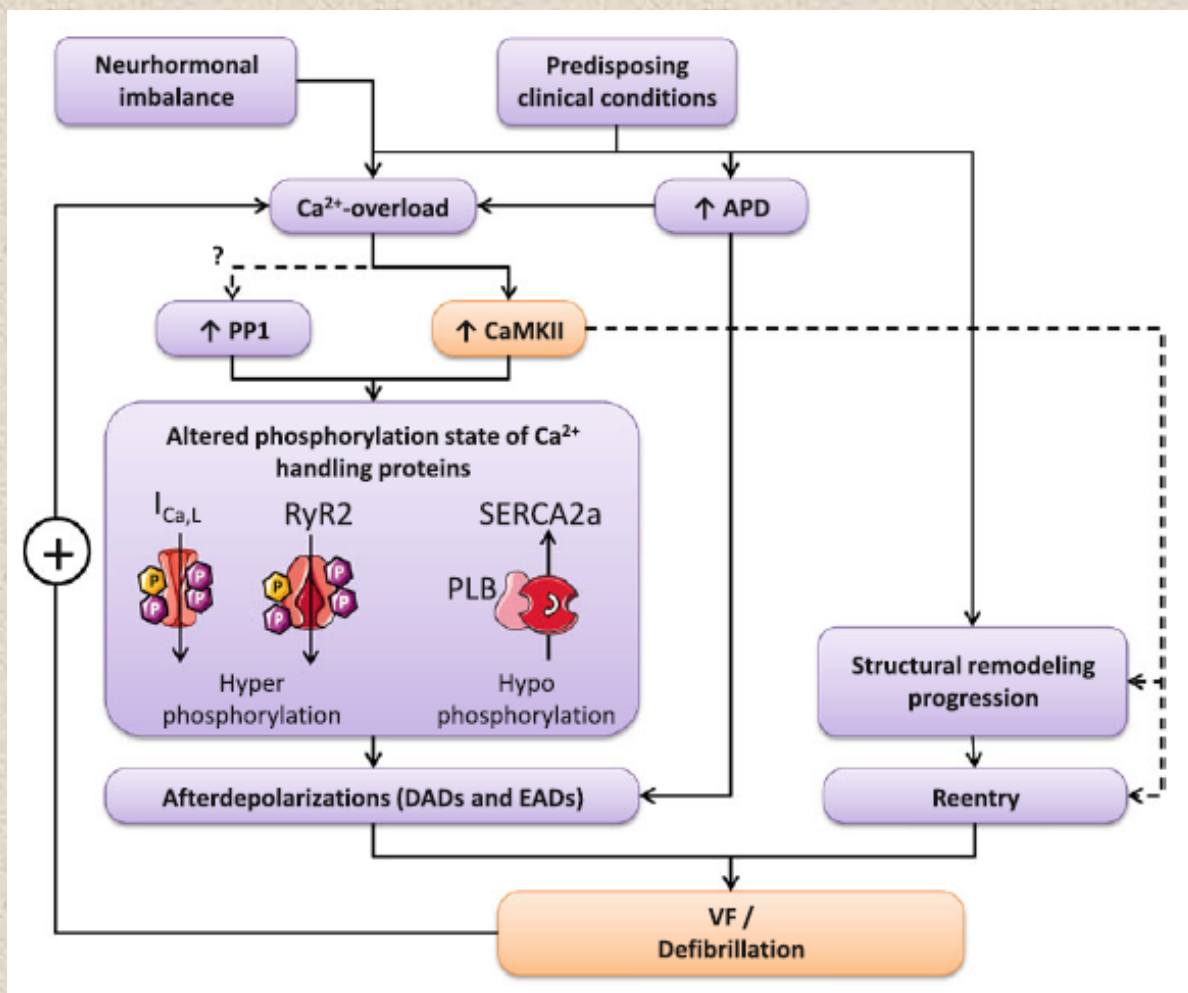 Neurhormonal
imbalance
Predisposing
clinical conditions
Ca²⁺-overload
↑ APD
?
↑ PP1
↑ CaMKII
Altered phosphorylation state of Ca²⁺
handling proteins
I_Ca,L
RyR2
SERCA2a
P
P
P
P
P
P
PLB
Hyper
phosphorylation
Hypo
phosphorylation
+
Structural remodeling
progression
Afterdepolarizations (DADs and EADs)
Reentry
VF /
Defibrillation